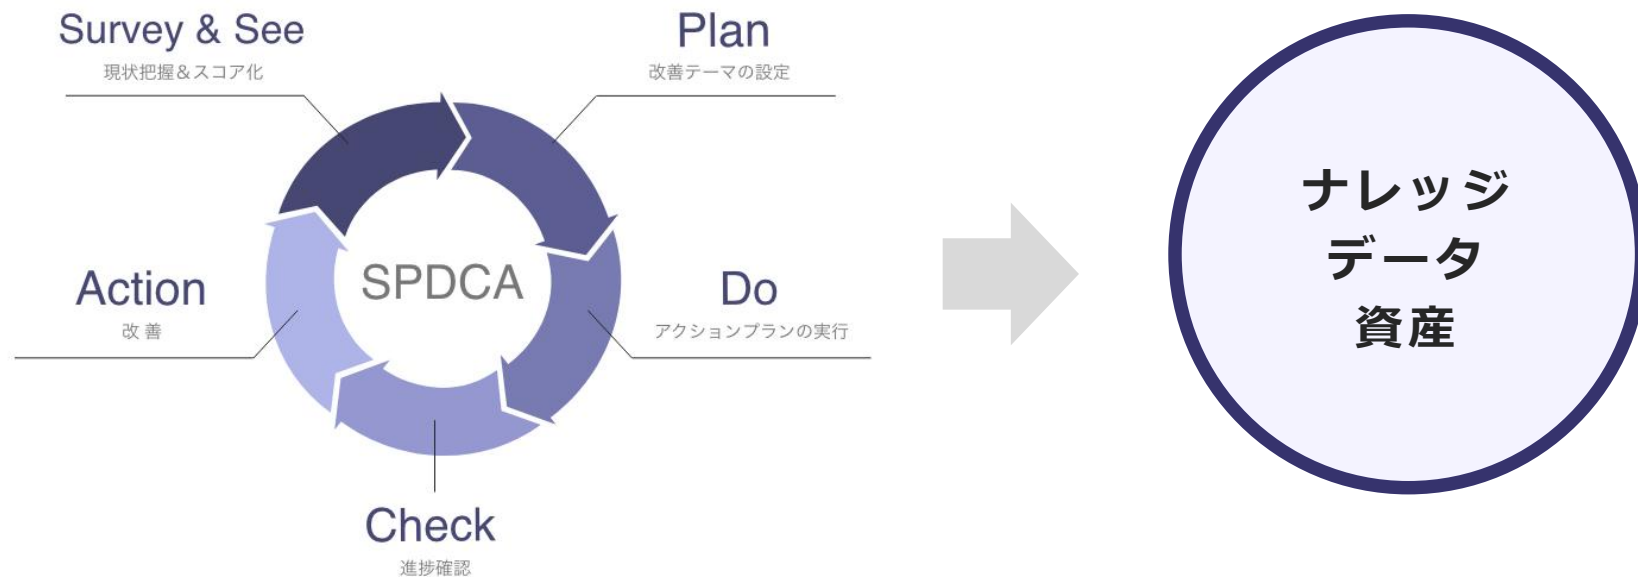 Survey & See
現状把握＆スコア化
Plan
改善テーマの設定
Action
改 善
SPDCA
Do
アクションプランの実行
Check
進捗確認
ナレッジ
データ
資産